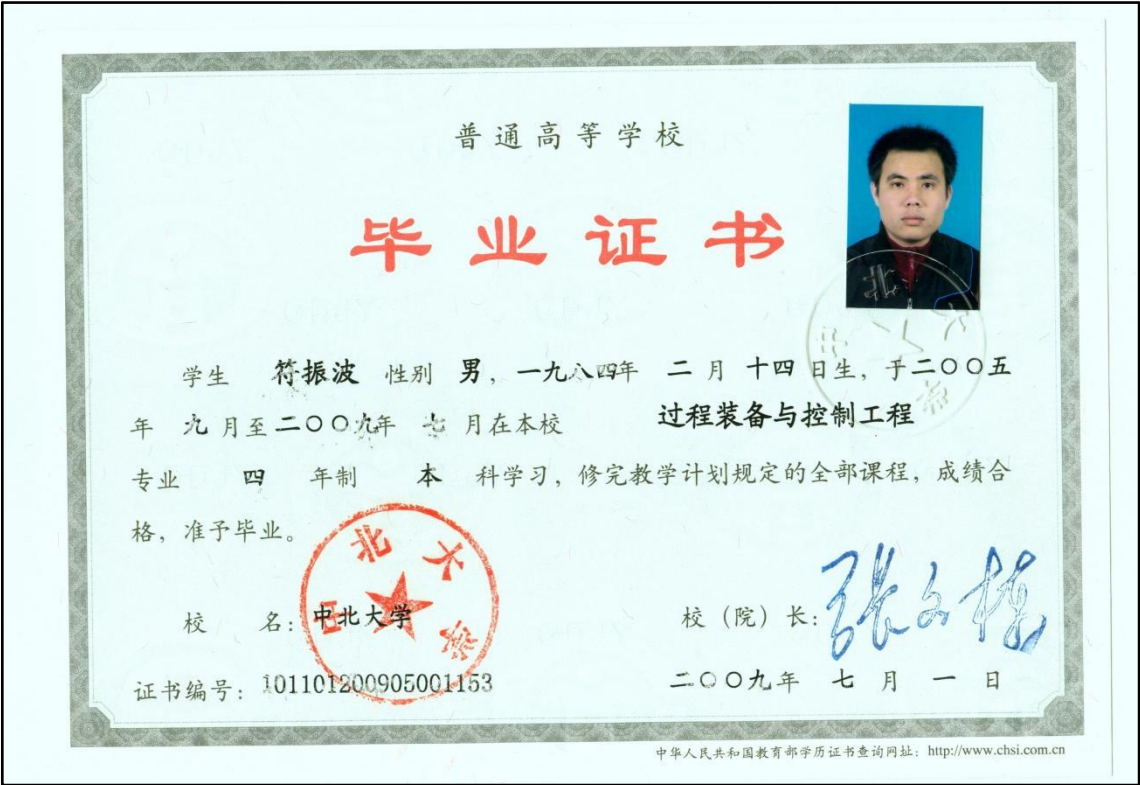 普通高等学校
毕业证书
学生 符振波 性别 男，一九八四年 二 月 十四 日生，于二〇〇五
年 九 月至二〇〇九年 七 月在本校 过程装备与控制工程
专业 四 年制 本 科学习，修完教学计划规定的全部课程，成绩合
格，准予毕业。
中北大学
校 名：中北大学
校（院）长：张文栋
证书编号：101101200905001153
二〇〇九年 七 月 一 日
中华人民共和国教育部学历证书查询网址：http://www.chsi.com.cn